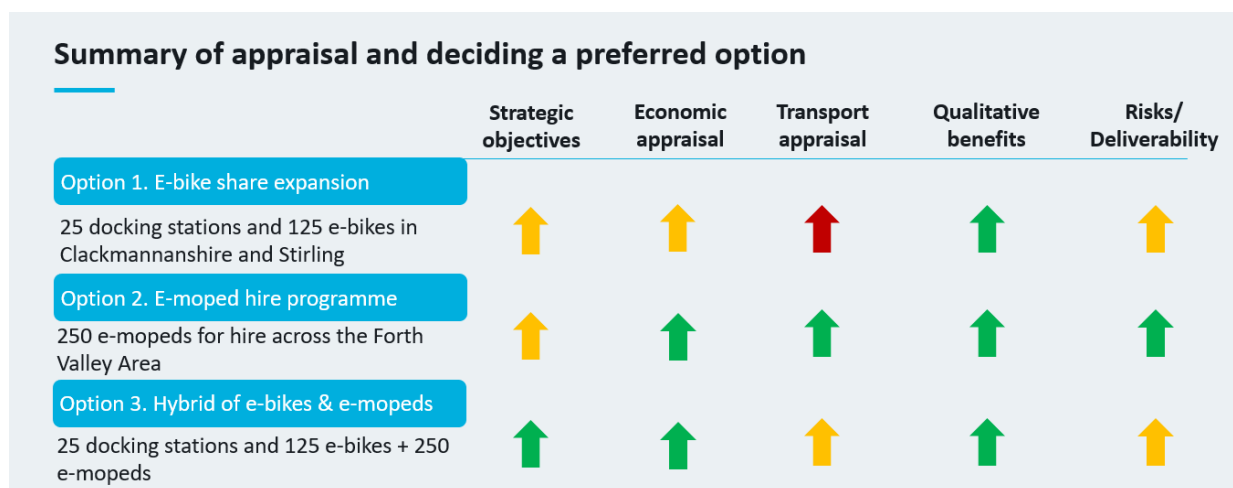 Summary of appraisal and deciding a preferred option
Strategic objectives
Economic appraisal
Transport appraisal
Qualitative benefits
Risks/ Deliverability
Option 1. E-bike share expansion
25 docking stations and 125 e-bikes in
Clackmannanshire and Stirling
Option 2. E-moped hire programme
250 e-mopeds for hire across the Forth
Valley Area
Option 3. Hybrid of e-bikes & e-mopeds
25 docking stations and 125 e-bikes + 250
e-mopeds